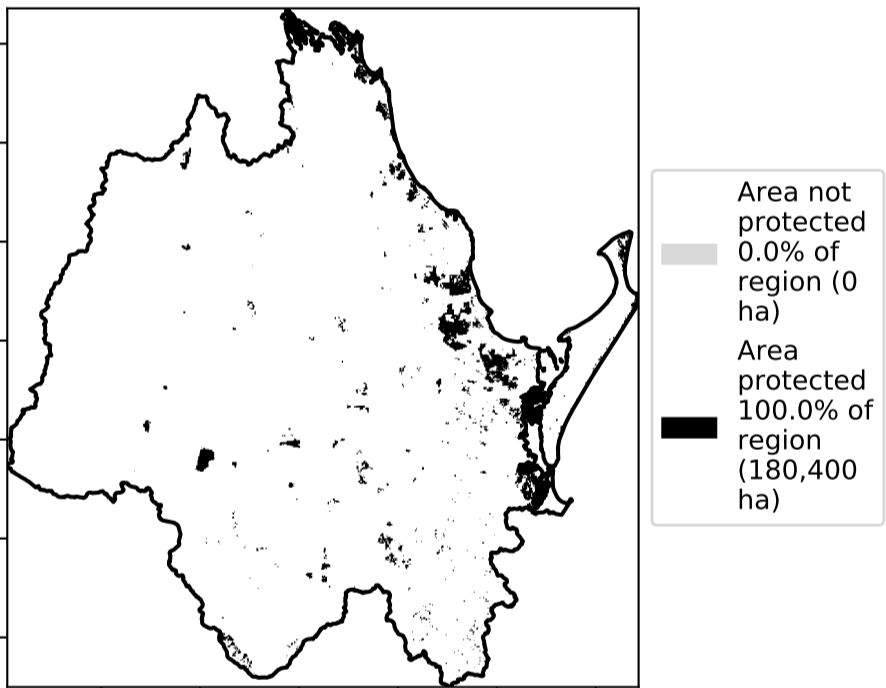 Area not
protected
0.0% of
region (0
ha)
Area
protected
100.0% of
region
(180,400
ha)